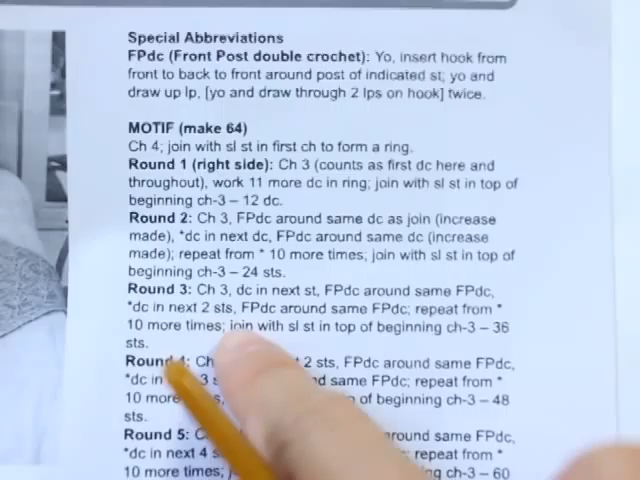 Special Abbreviations
FPdc (Front Post double crochet): Yo, insert hook from
front to back to front around post of indicated st; yo and
draw up lp, [yo and draw through 2 lps on hook] twice.
MOTIF (make 64)
Ch 4; join with sl st in first ch to form a ring.
Round 1 (right side): Ch 3 (counts as first dc here and
throughout), work 11 more dc in ring; join with sl st in top of
beginning ch-3 – 12 dc.
Round 2: Ch 3, FPdc around same dc as join (increase
made), *dc in next dc, FPdc around same dc (increase
made); repeat from * 10 more times; join with sl st in top of
beginning ch-3 – 24 sts.
Round 3: Ch 3, dc in next st, FPdc around same FPdc,
*dc in next 2 sts, FPdc around same FPdc; repeat from *
10 more times; join with sl st in top of beginning ch-3 – 36
sts.
Round 4: Ch 2 sts, FPdc around same FPdc,
*dc in 3 same FPdc; repeat from *
10 more of beginning ch-3 – 48
sts.
Round 5: around same FPdc,
*dc in next 4 repeat from *
10 more times; ch-3 – 60